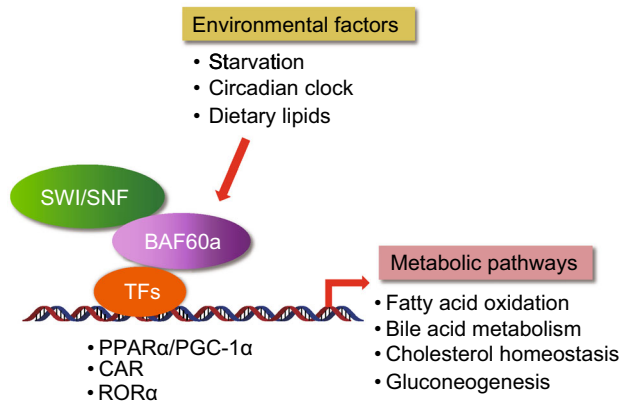 Environmental factors
• Starvation
• Circadian clock
• Dietary lipids
SWI/SNF
BAF60a
TFs
• PPARα/PGC-1α
• CAR
• RORα
Metabolic pathways
• Fatty acid oxidation
• Bile acid metabolism
• Cholesterol homeostasis
• Gluconeogenesis